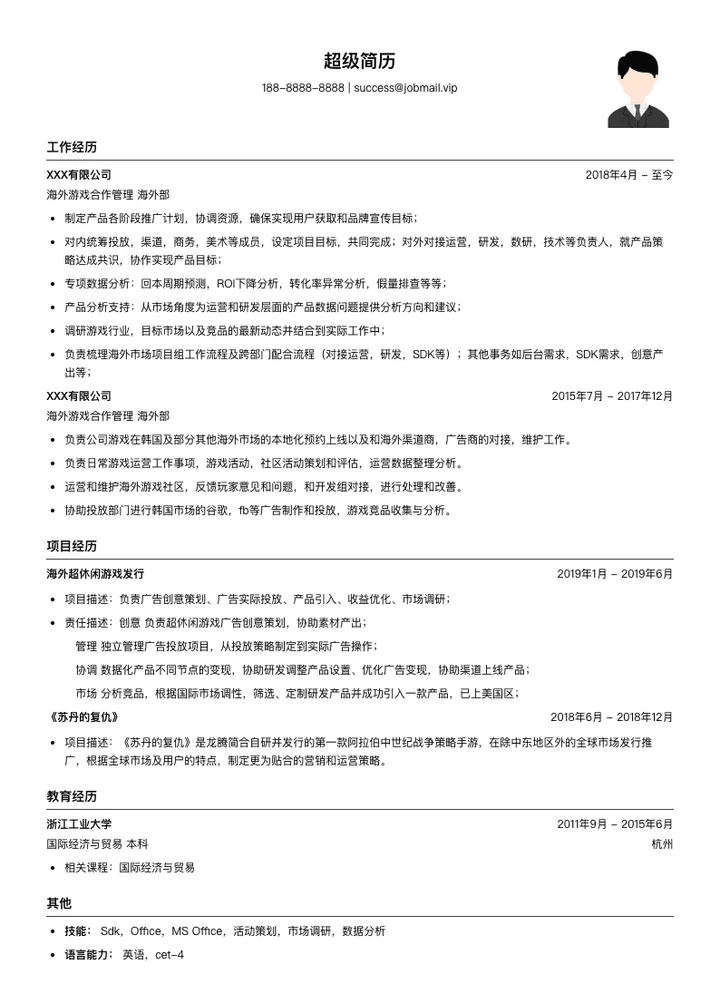 超级简历
188-8888-8888 | success@jobmail.vip
工作经历
XXX有限公司 2018年4月 - 至今
海外游戏合作管理 海外部
• 制定产品各阶段推广计划，协调资源，确保实现用户获取和品牌宣传目标；
• 对内统筹投放，渠道，商务，美术等成员，设定项目目标，共同完成；对外对接运营，研发，数研，技术等负责人，就产品策
略达成共识，协作实现产品目标；
• 专项数据分析：回本周期预测，ROI下降分析，转化率异常分析，假量排查等等；
• 产品分析支持：从市场角度为运营和研发层面的产品数据问题提供分析方向和建议；
• 调研游戏行业，目标市场以及竞品的最新动态并结合到实际工作中；
• 负责梳理海外市场项目组工作流程及跨部门配合流程（对接运营，研发，SDK等）；其他事务如后台需求，SDK需求，创意产
出等；
XXX有限公司 2015年7月 - 2017年12月
海外游戏合作管理 海外部
• 负责公司游戏在韩国及部分其他海外市场的本地化预约上线以及和海外渠道商，广告商的对接，维护工作。
• 负责日常游戏运营工作事项，游戏活动，社区活动策划和评估，运营数据整理分析。
• 运营和维护海外游戏社区，反馈玩家意见和问题，和开发组对接，进行处理和改善。
• 协助投放部门进行韩国市场的谷歌，fb等广告制作和投放，游戏竞品收集与分析。
项目经历
海外超休闲游戏发行 2019年1月 - 2019年6月
• 项目描述：负责广告创意策划、广告实际投放、产品引入、收益优化、市场调研；
• 责任描述：创意 负责超休闲游戏广告创意策划，协助素材产出；
管理 独立管理广告投放项目，从投放策略制定到实际广告操作；
协调 数据化产品不同节点的变现，协助研发调整产品设置、优化广告变现，协助渠道上线产品；
市场 分析竞品，根据国际市场调性，筛选、定制研发产品并成功引入一款产品，已上美国区；
《苏丹的复仇》 2018年6月 - 2018年12月
• 项目描述：《苏丹的复仇》是龙腾简合自研并发行的第一款阿拉伯中世纪战争策略手游，在除中东地区外的全球市场发行推
广，根据全球市场及用户的特点，制定更为贴合的营销和运营策略。
教育经历
浙江工业大学 2011年9月 - 2015年6月
国际经济与贸易 本科 杭州
• 相关课程：国际经济与贸易
其他
• 技能： Sdk，Office，MS Office，活动策划，市场调研，数据分析
• 语言能力： 英语，cet-4